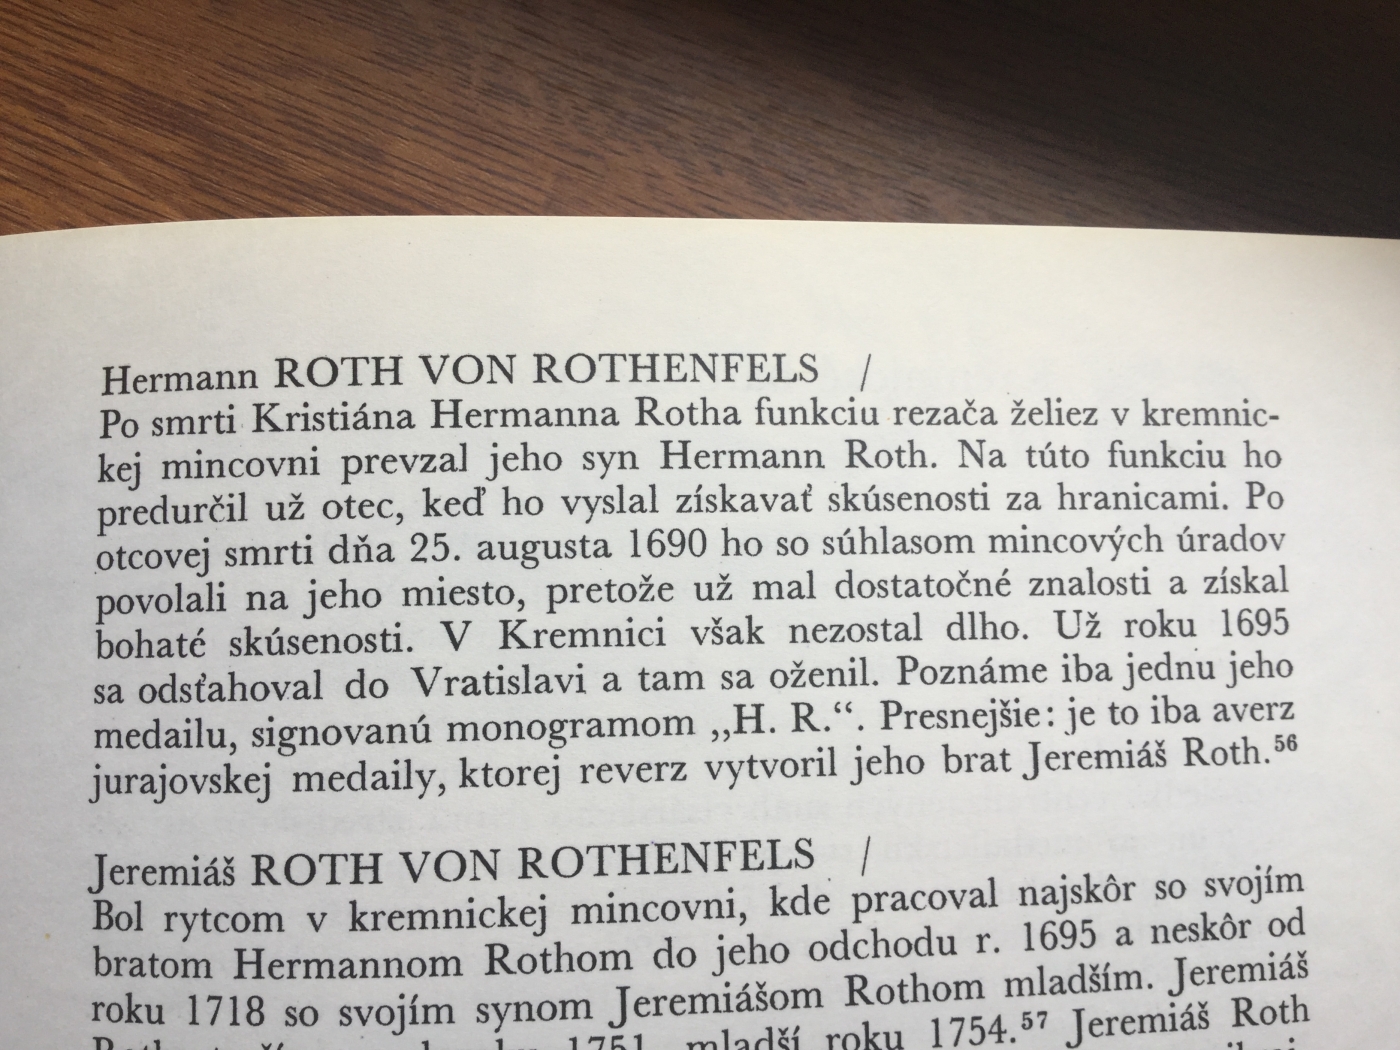 Hermann ROTH VON ROTHENFELS /
Po smrti Kristiána Hermanna Rotha funkciu rezača želiez v kremnic-
kej mincovni prevzal jeho syn Hermann Roth. Na túto funkciu ho
predurčil už otec, keď ho vyslal získavať skúsenosti za hranicami. Po
otcovej smrti dňa 25. augusta 1690 ho so súhlasom mincových úradov
povolali na jeho miesto, pretože už mal dostatočné znalosti a získal
bohaté skúsenosti. V Kremnici však nezostal dlho. Už roku 1695
sa odsťahoval do Vratislavi a tam sa oženil. Poznáme iba jednu jeho
medailu, signovanú monogramom „H. R.“. Presnejšie: je to iba averz
jurajovskej medaily, ktorej reverz vytvoril jeho brat Jeremiáš Roth.⁵⁶
Jeremiáš ROTH VON ROTHENFELS /
Bol rytcom v kremnickej mincovni, kde pracoval najskôr so svojím
bratom Hermannom Rothom do jeho odchodu r. 1695 a neskôr od
roku 1718 so svojím synom Jeremiášom Rothom mladším. Jeremiáš
1751, mladší roku 1754.⁵⁷ Jeremiáš Roth